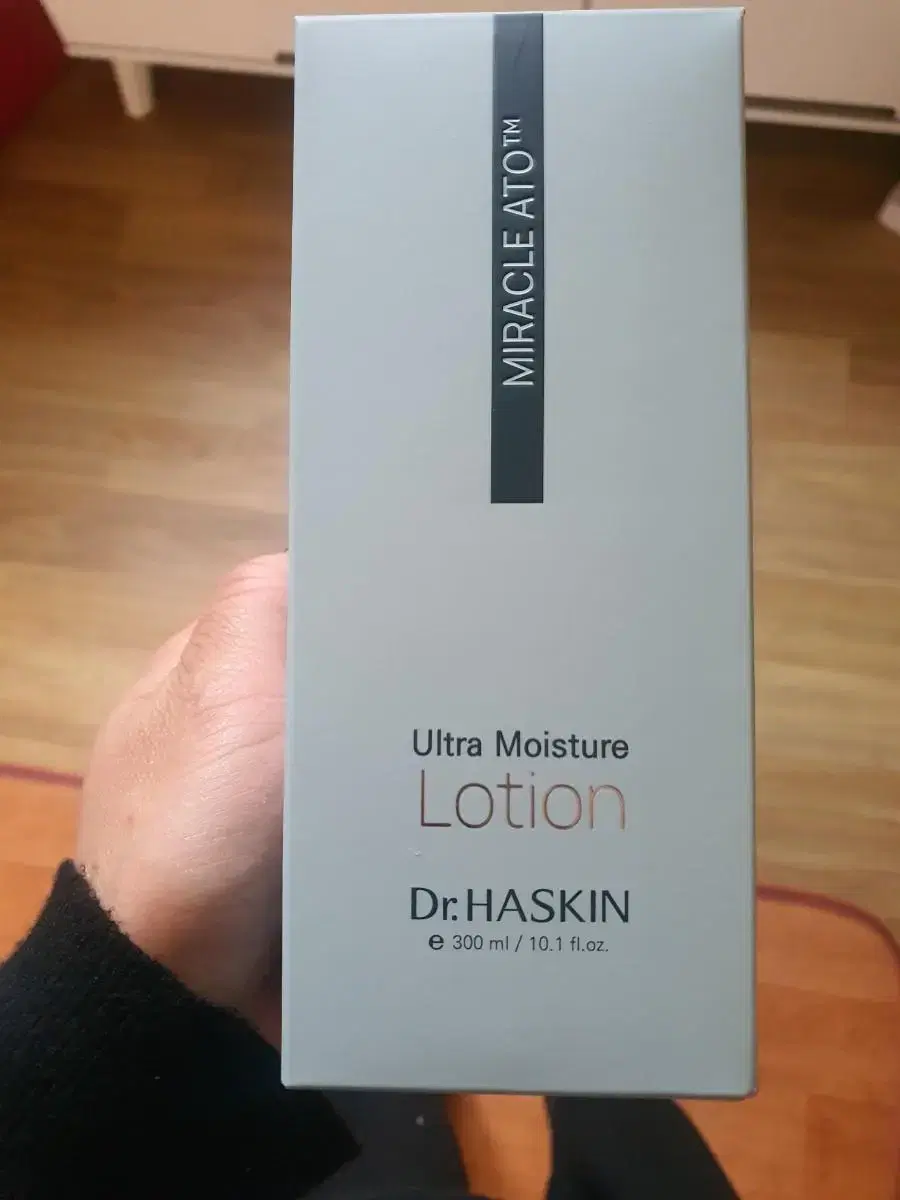 MIRACLE ATO™
Ultra Moisture
Lotion
Dr.HASKIN
℮ 300 ml / 10.1 fl.oz.